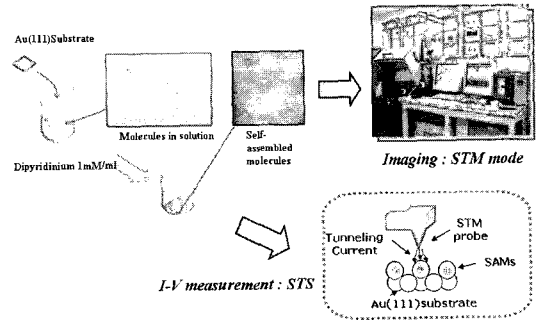 Au(111)Substrate
Molecules in solution
Self-
assembled
molecules
Dipyridinium 1mM/ml
Imaging : STM mode
I-V measurement : STS
Tunneling
Current
STM
probe
SAMs
Au(111)substrate